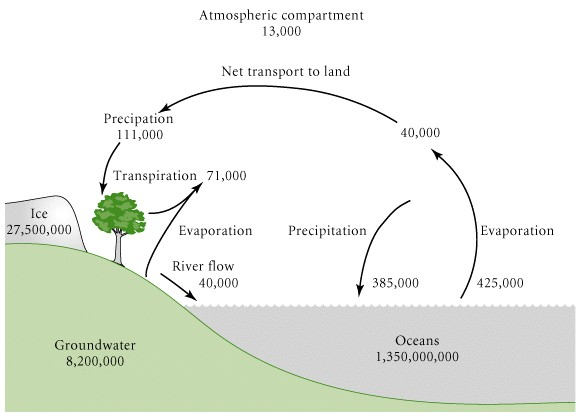 Atmospheric compartment
13,000
Net transport to land
Precipation
111,000
40,000
Transpiration 71,000
Ice
27,500,000
Evaporation
Precipitation
Evaporation
River flow
40,000
385,000
425,000
Groundwater
8,200,000
Oceans
1,350,000,000